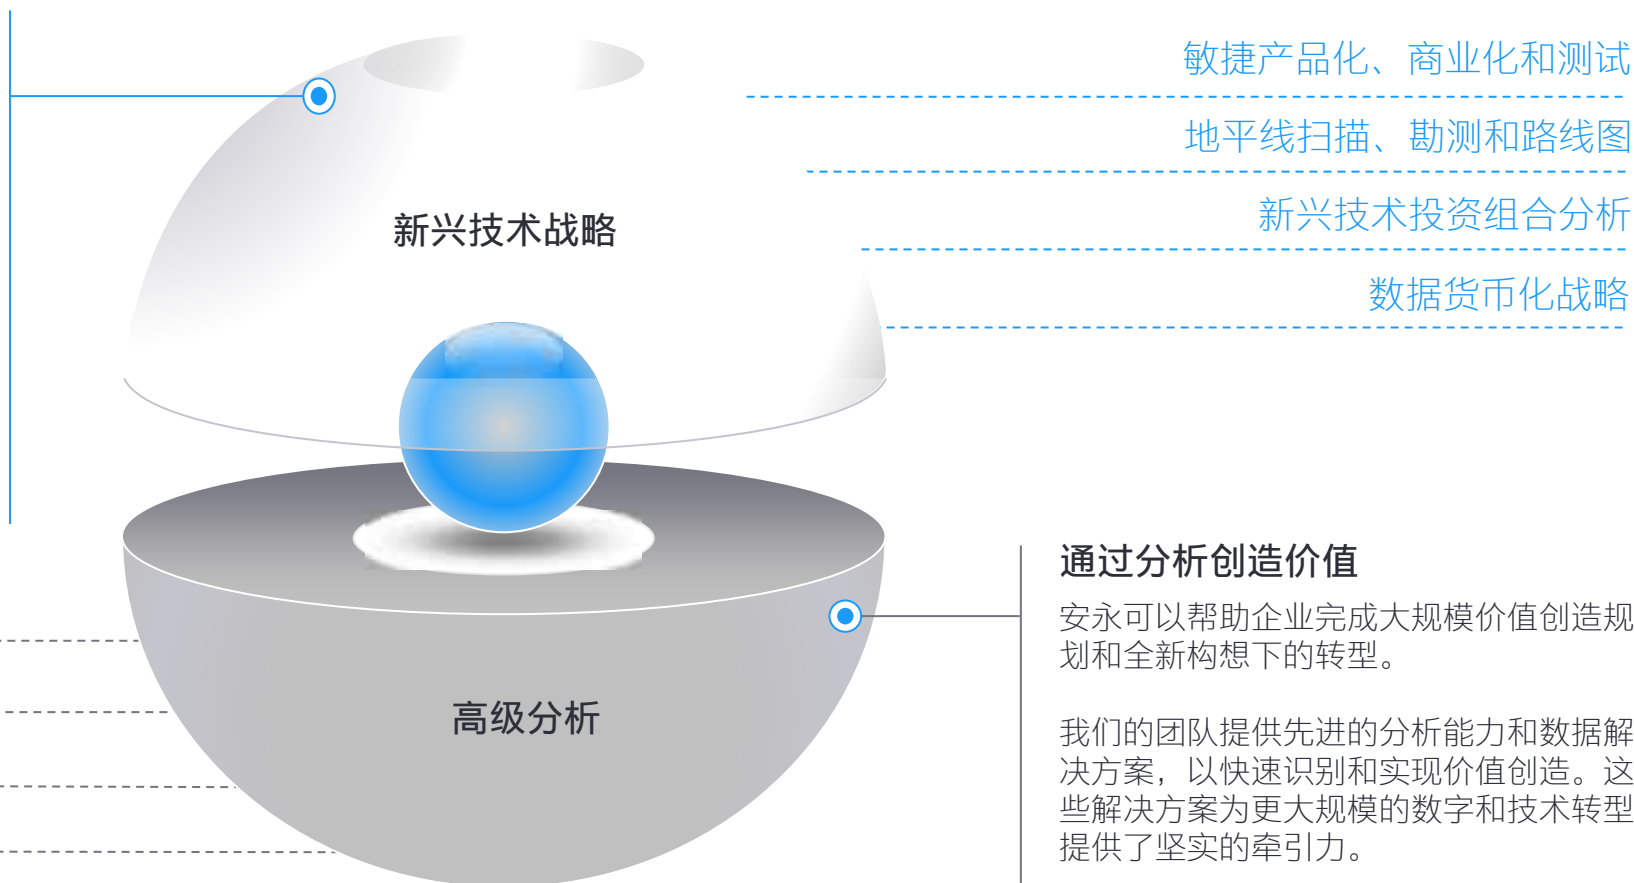 敏捷产品化、商业化和测试
地平线扫描、勘测和路线图
新兴技术投资组合分析
数据货币化战略
新兴技术战略
高级分析
通过分析创造价值
安永可以帮助企业完成大规模价值创造规
划和全新构想下的转型。
我们的团队提供先进的分析能力和数据解
决方案，以快速识别和实现价值创造。这
些解决方案为更大规模的数字和技术转型
提供了坚实的牵引力。